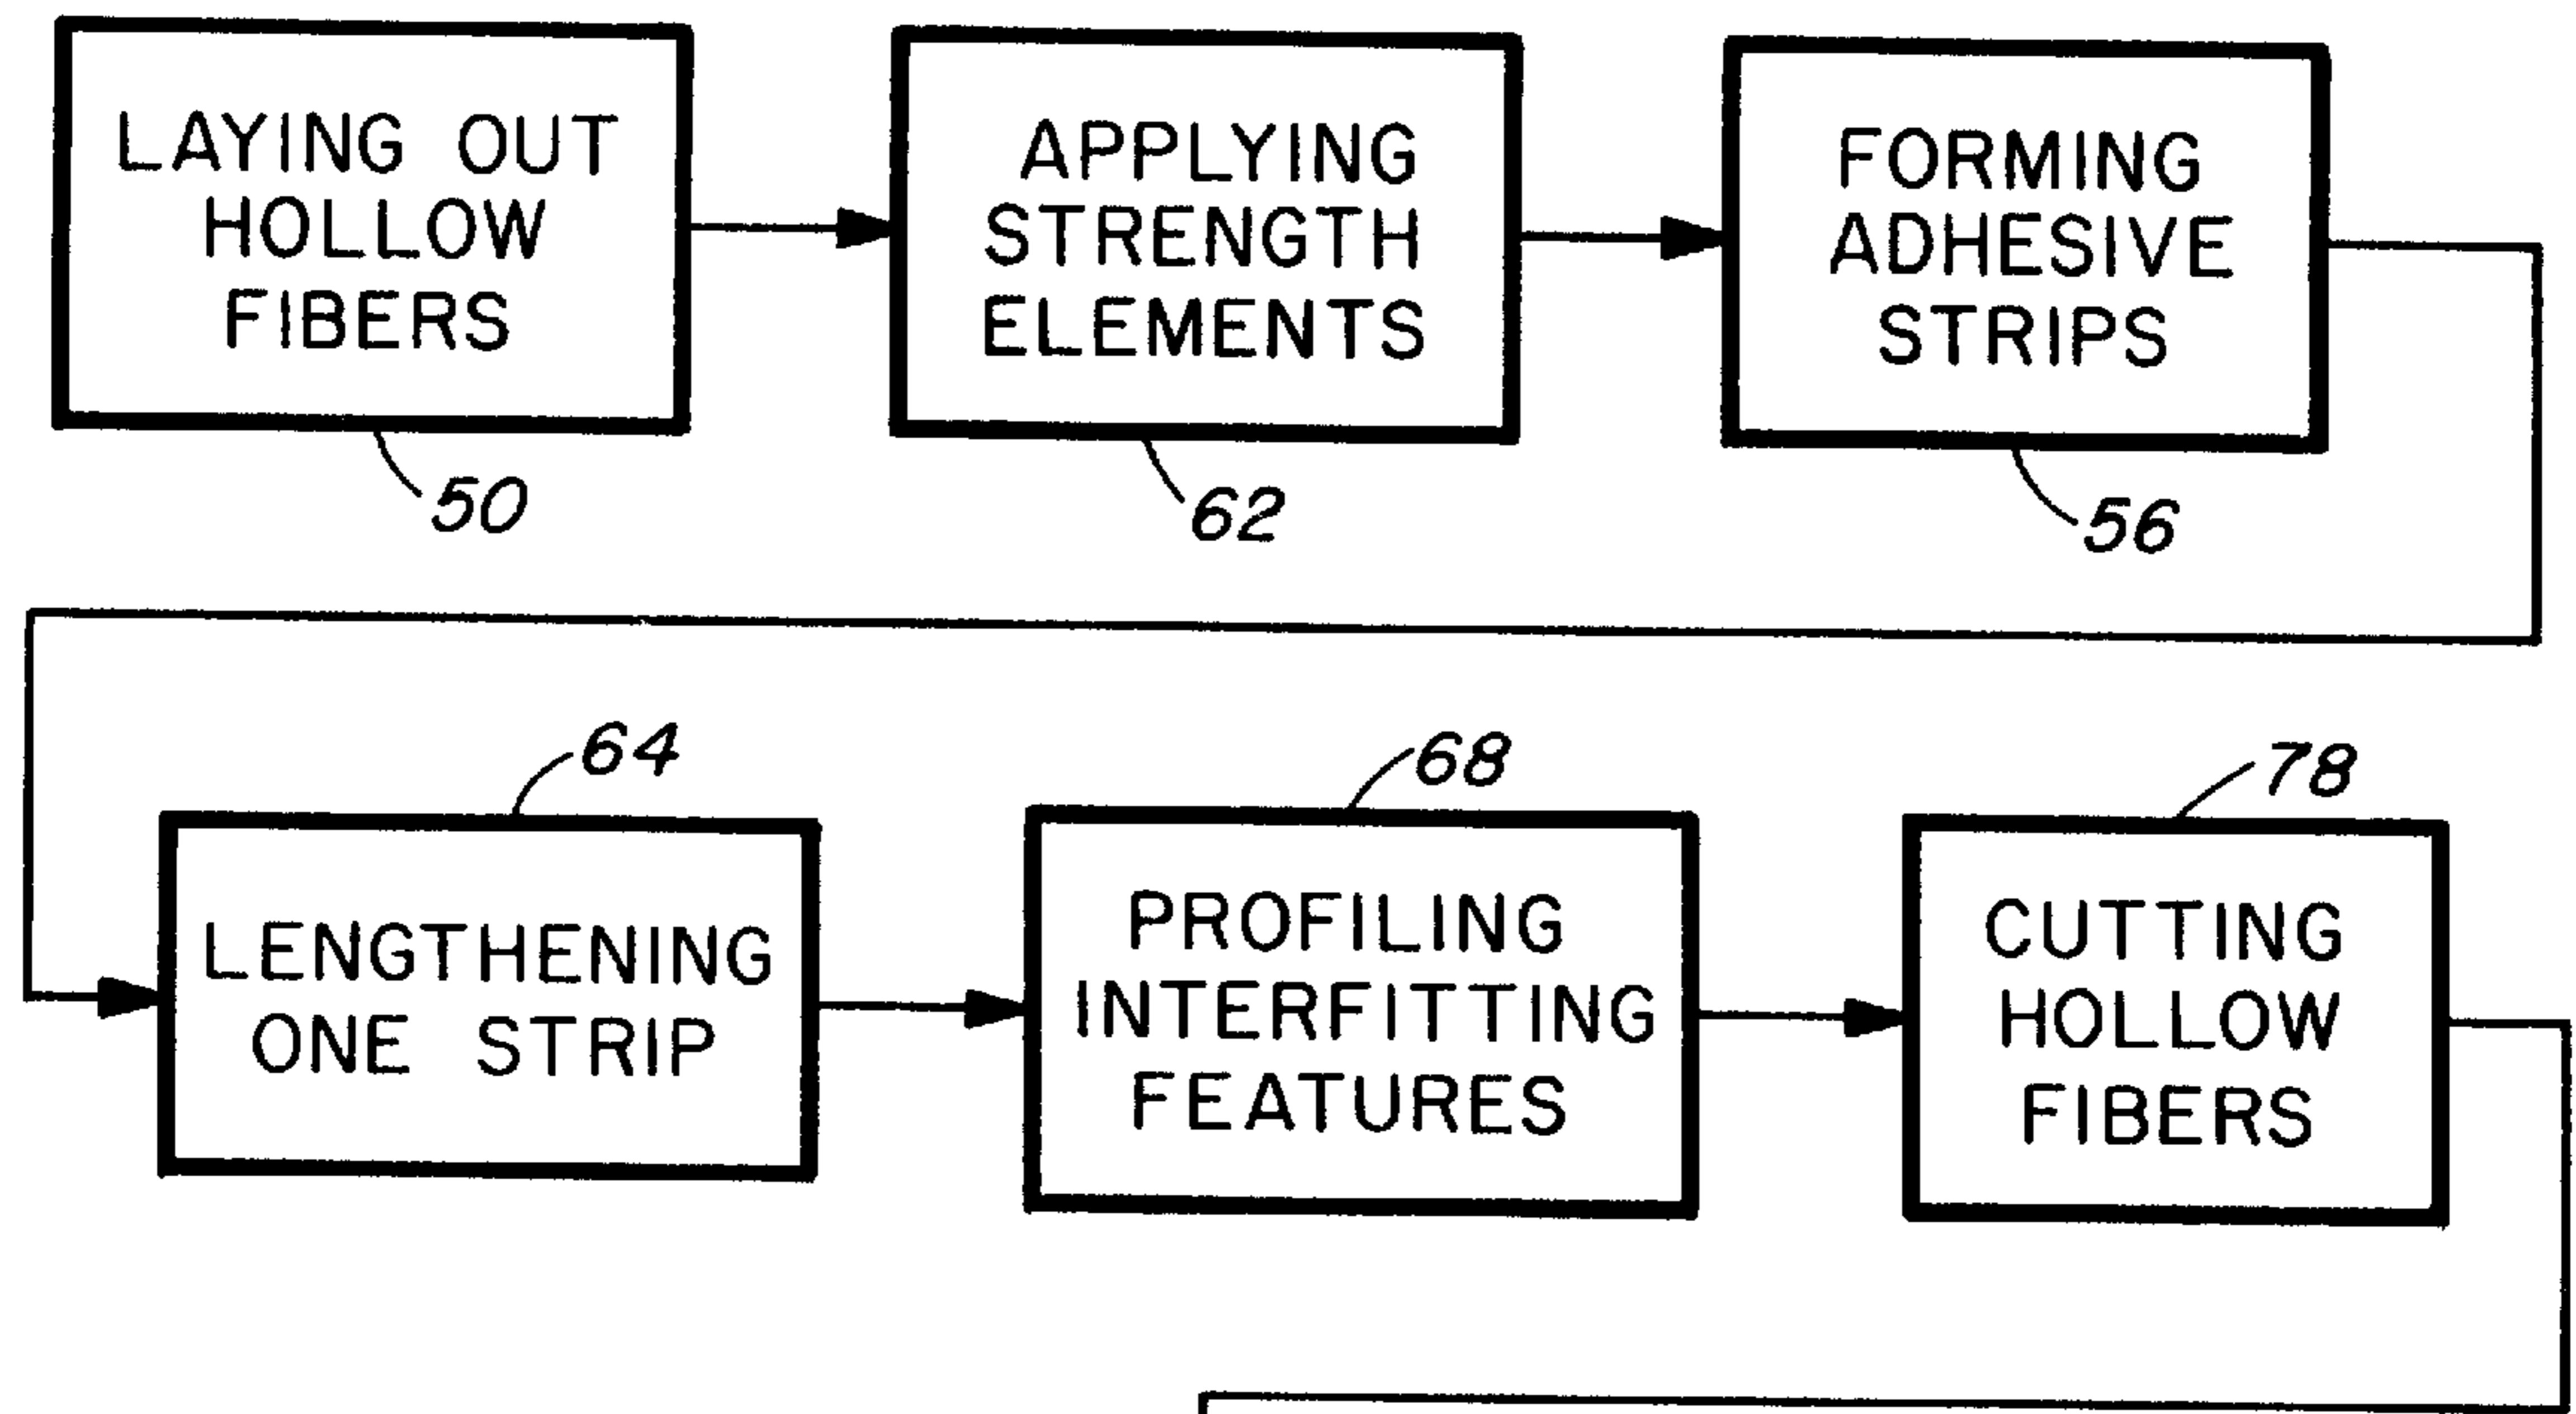 LAYING OUT
HOLLOW
FIBERS
50
APPLYING
STRENGTH
ELEMENTS
62
FORMING
ADHESIVE
STRIPS
56
64
LENGTHENING
ONE STRIP
68
PROFILING
INTERFITTING
FEATURES
78
CUTTING
HOLLOW
FIBERS